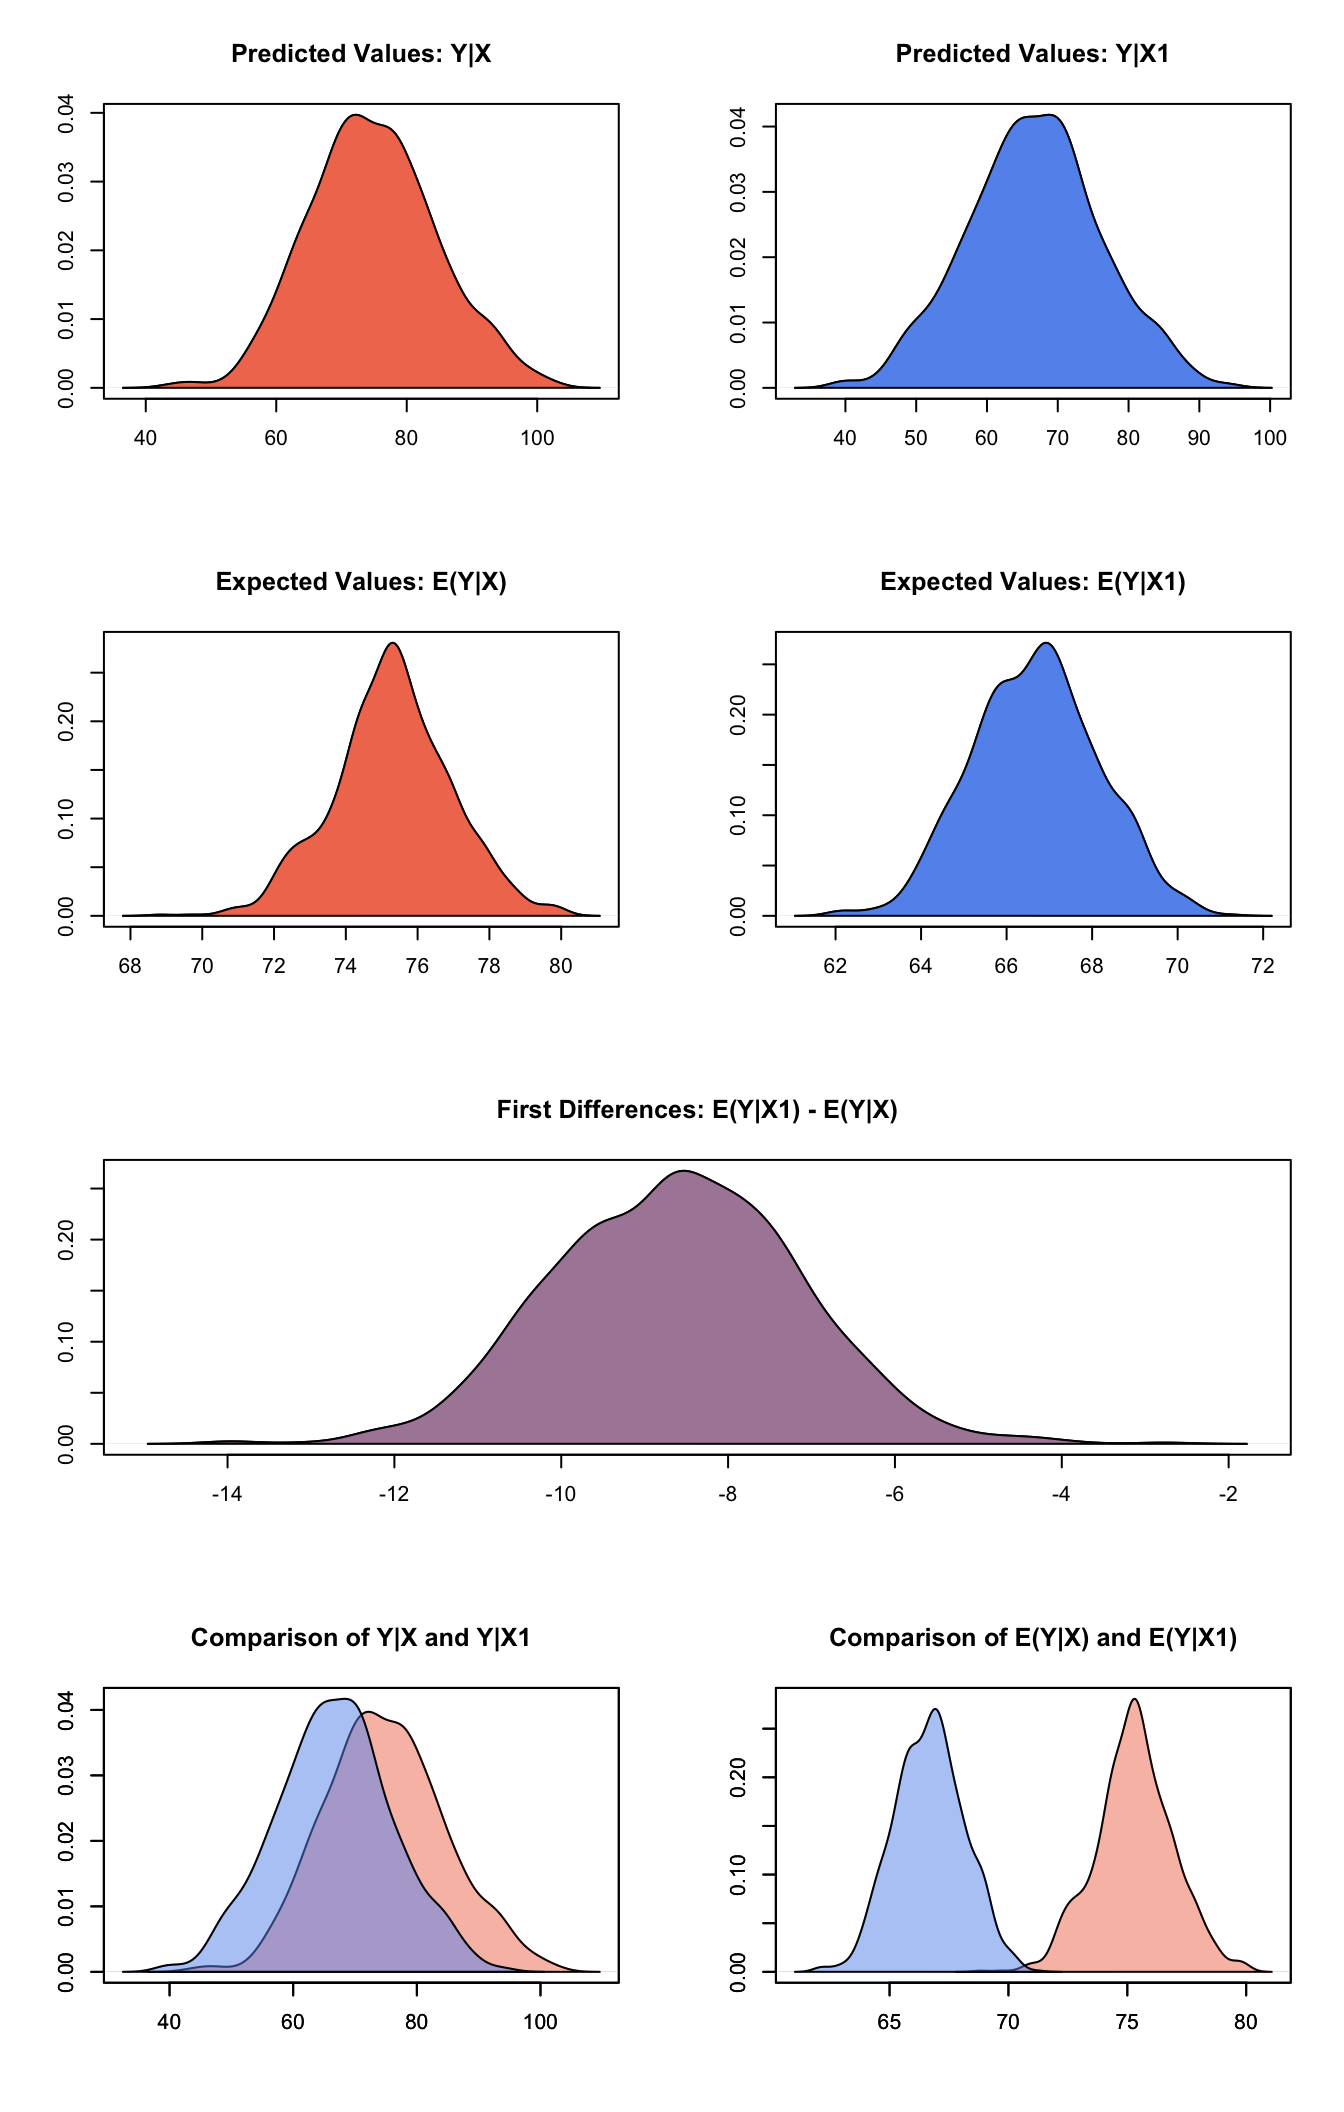 Predicted Values: Y|X
0.00 0.01 0.02 0.03 0.04
40 60 80 100
Predicted Values: Y|X1
0.00 0.01 0.02 0.03 0.04
40 50 60 70 80 90 100
Expected Values: E(Y|X)
0.00 0.10 0.20
68 70 72 74 76 78 80
Expected Values: E(Y|X1)
0.00 0.10 0.20
62 64 66 68 70 72
First Differences: E(Y|X1) - E(Y|X)
0.00 0.10 0.20
-14 -12 -10 -8 -6 -4 -2
Comparison of Y|X and Y|X1
0.00 0.01 0.02 0.03 0.04
40 60 80 100
Comparison of E(Y|X) and E(Y|X1)
0.00 0.10 0.20
65 70 75 80